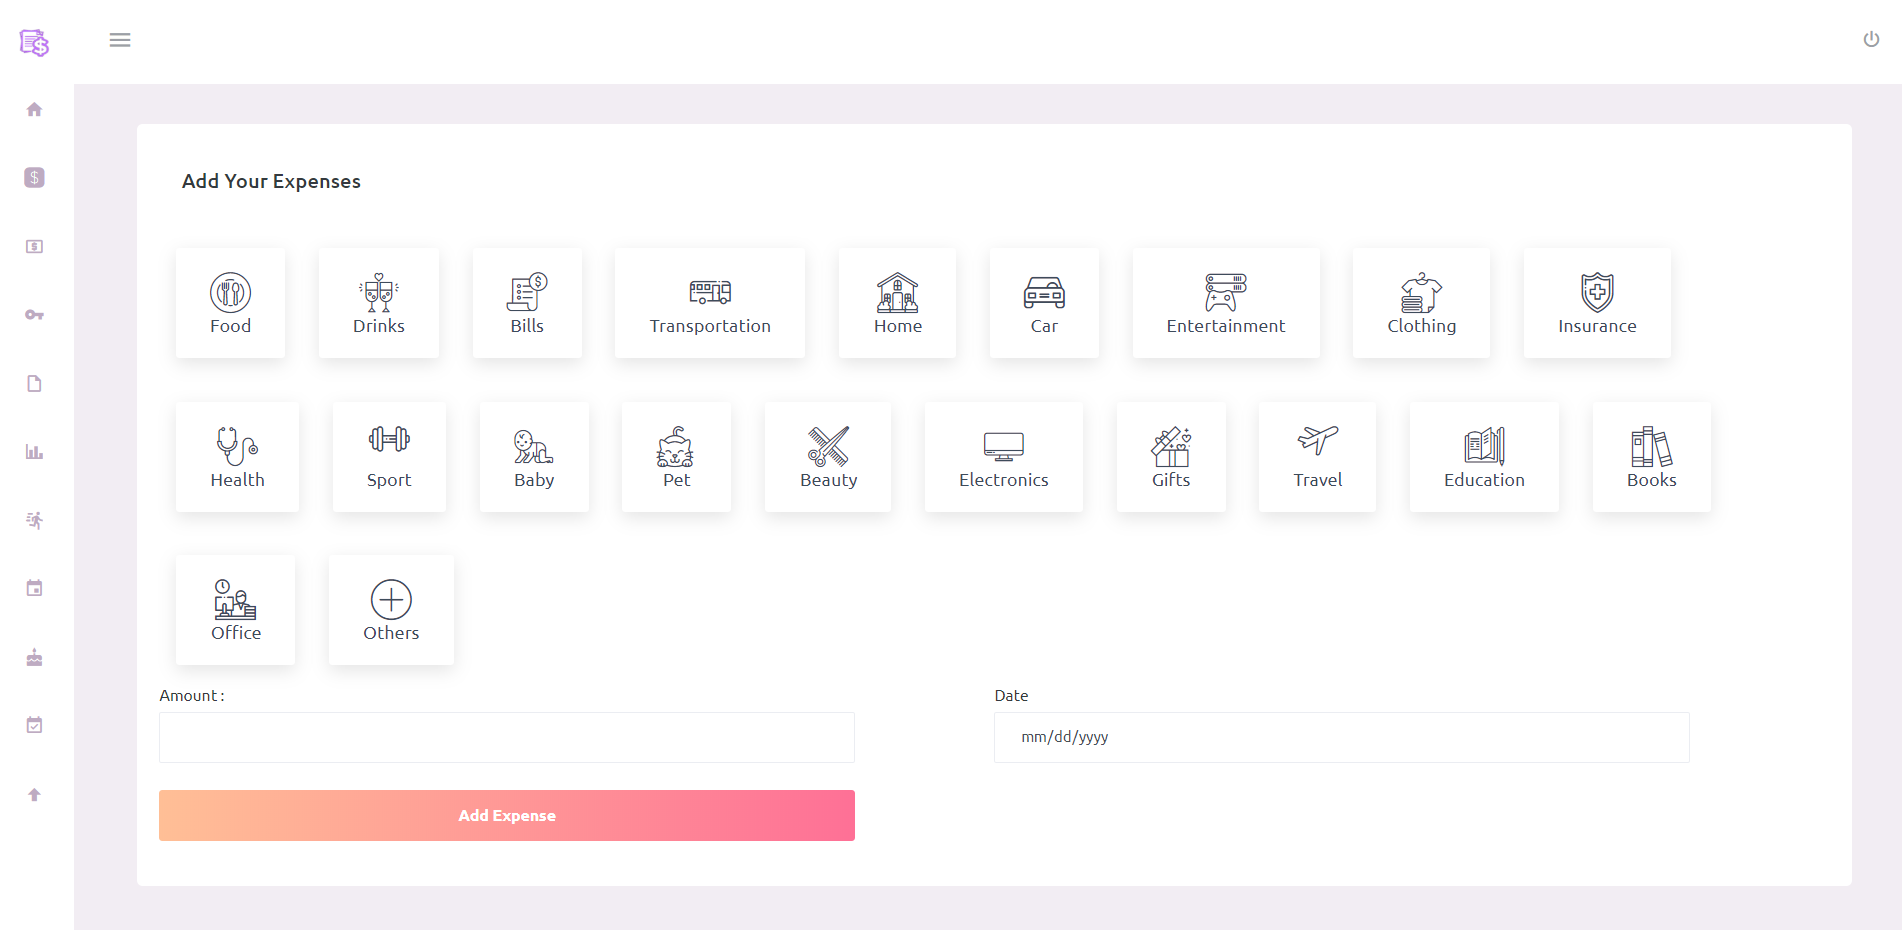 Add Your Expenses
Food Drinks Bills Transportation Home Car Entertainment Clothing Insurance
Health Sport Baby Pet Beauty Electronics Gifts Travel Education Books
Office Others
Amount : Date
mm/dd/yyyy
Add Expense